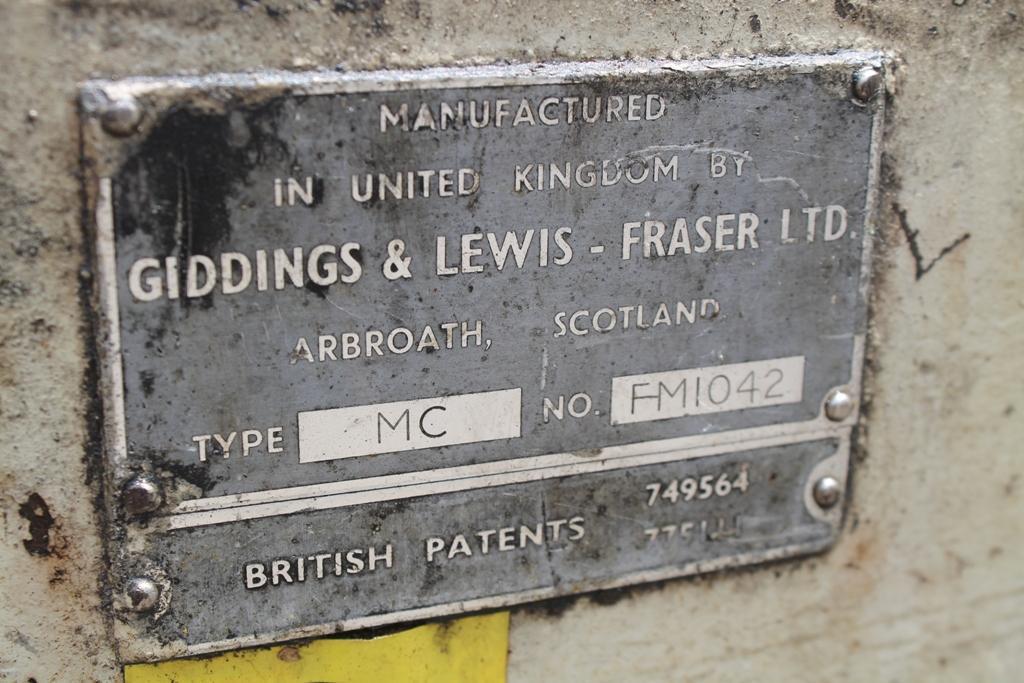 MANUFACTURED
IN UNITED KINGDOM BY
GIDDINGS & LEWIS - FRASER LTD.
ARBROATH, SCOTLAND
TYPE MC NO. FM1042
BRITISH PATENTS 749564